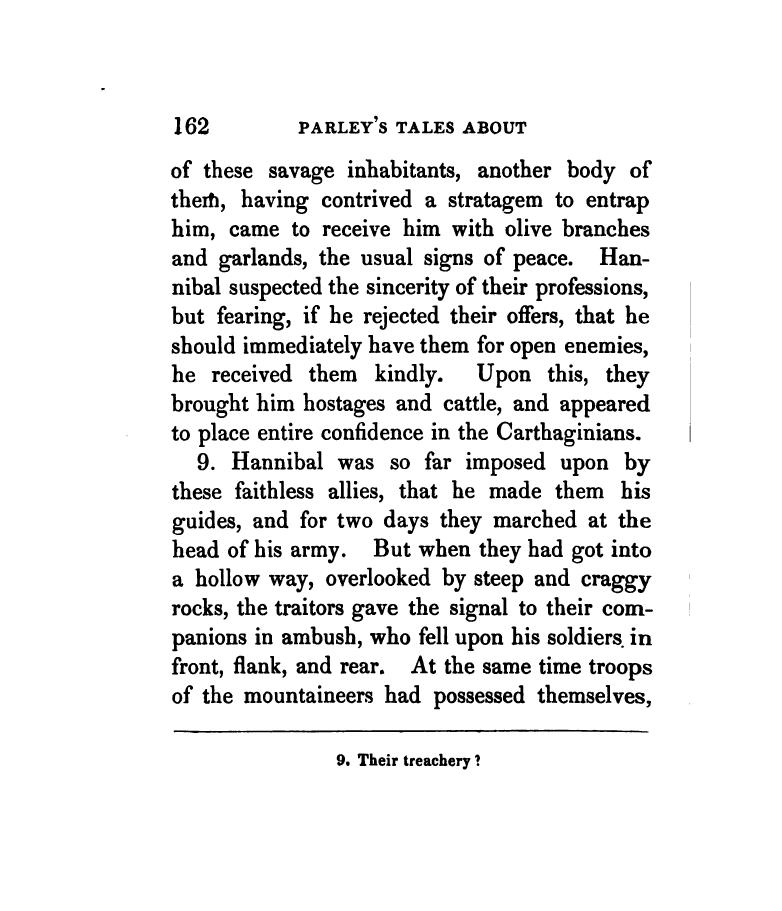 162 PARLEY'S TALES ABOUT
of these savage inhabitants, another body of
them, having contrived a stratagem to entrap
him, came to receive him with olive branches
and garlands, the usual signs of peace. Han-
nibal suspected the sincerity of their professions,
but fearing, if he rejected their offers, that he
should immediately have them for open enemies,
he received them kindly. Upon this, they
brought him hostages and cattle, and appeared
to place entire confidence in the Carthaginians.
9. Hannibal was so far imposed upon by
these faithless allies, that he made them his
guides, and for two days they marched at the
head of his army. But when they had got into
a hollow way, overlooked by steep and craggy
rocks, the traitors gave the signal to their com-
panions in ambush, who fell upon his soldiers in
front, flank, and rear. At the same time troops
of the mountaineers had possessed themselves,
9. Their treachery?